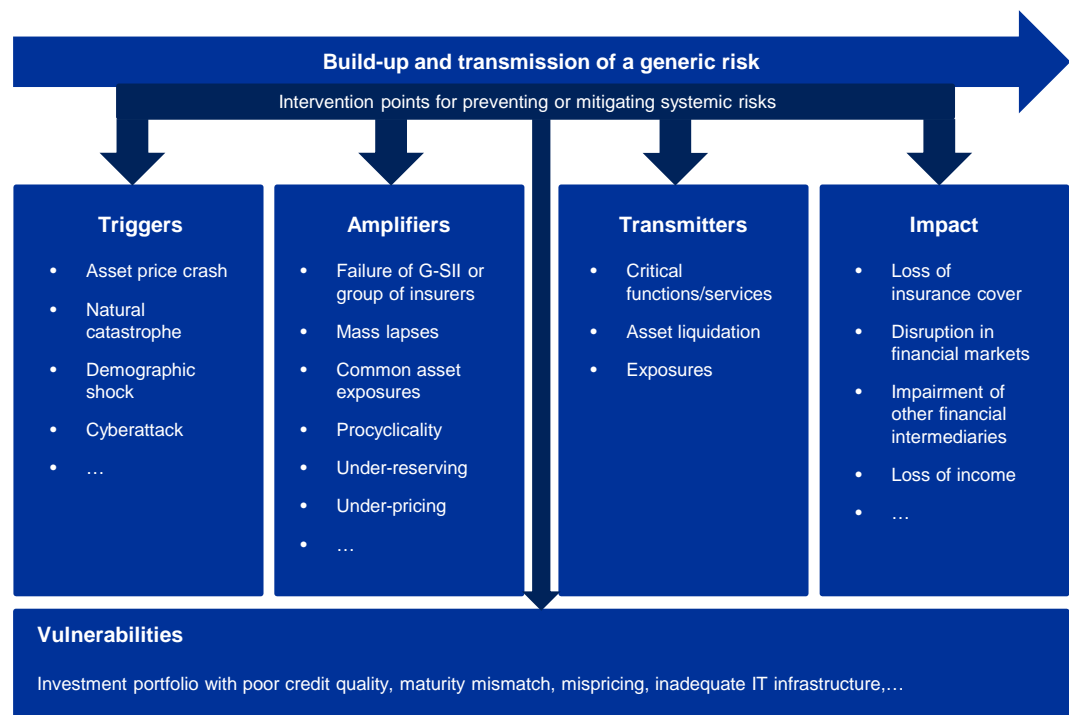 Build-up and transmission of a generic risk
Intervention points for preventing or mitigating systemic risks
Triggers
• Asset price crash
• Natural
catastrophe
• Demographic
shock
• Cyberattack
• …
Amplifiers
• Failure of G-SII or
group of insurers
• Mass lapses
• Common asset
exposures
• Procyclicality
• Under-reserving
• Under-pricing
• …
Transmitters
• Critical
functions/services
• Asset liquidation
• Exposures
Impact
• Loss of
insurance cover
• Disruption in
financial markets
• Impairment of
other financial
intermediaries
• Loss of income
• …
Vulnerabilities
Investment portfolio with poor credit quality, maturity mismatch, mispricing, inadequate IT infrastructure,…